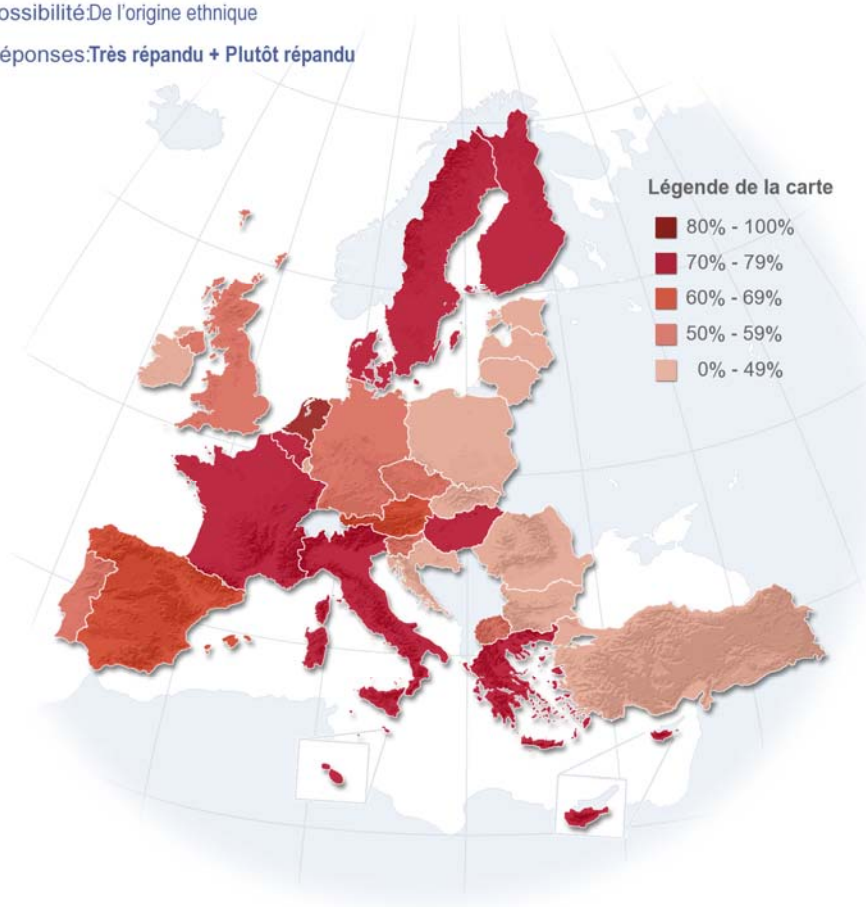 ossibilité:De l’origine ethnique
éponses:Très répandu + Plutôt répandu
Légende de la carte
80% - 100%
70% - 79%
60% - 69%
50% - 59%
0% - 49%